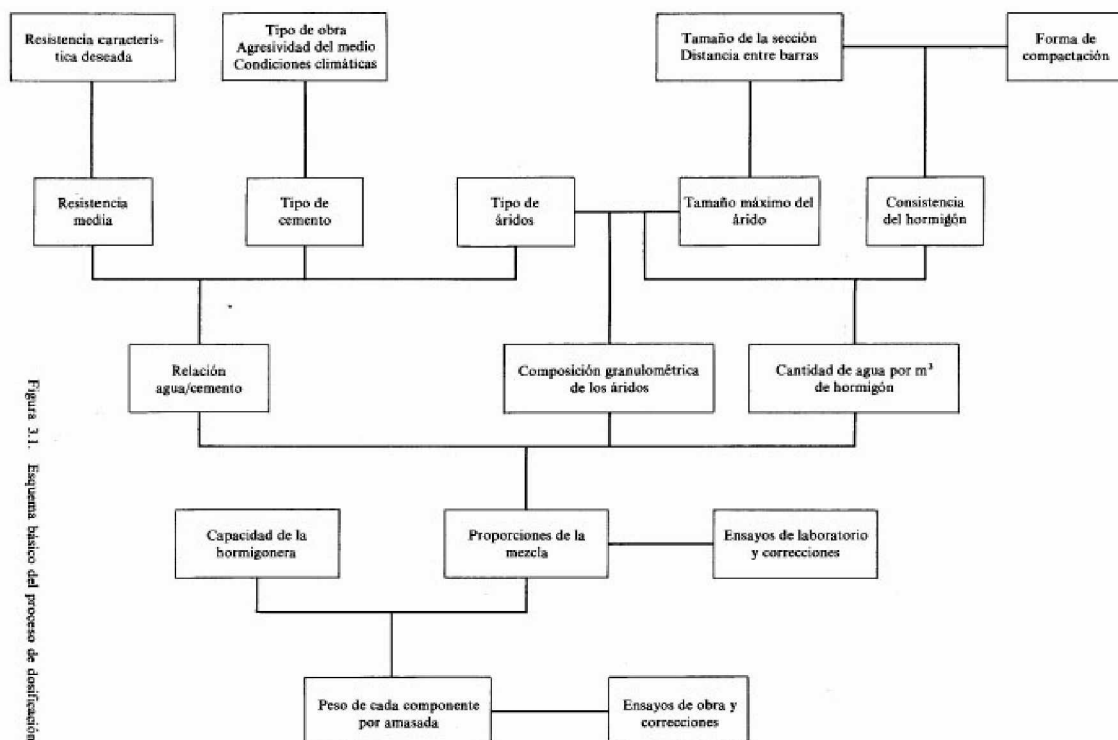 Resistencia caracterís-
tica deseada
Tipo de obra
Agresividad del medio
Condiciones climáticas
Tamaño de la sección
Distancia entre barras
Forma de
compactación
Resistencia
media
Tipo de
cemento
Tipo de
áridos
Tamaño máximo del
árido
Consistencia
del hormigón
Relación
agua/cemento
Composición granulométrica
de los áridos
Cantidad de agua por m³
de hormigón
Capacidad de la
hormigonera
Proporciones de la
mezcla
Ensayos de laboratorio
y correcciones
Peso de cada componente
por amasada
Ensayos de obra y
correcciones
Figura 3.1. Esquema básico del proceso de dosificación